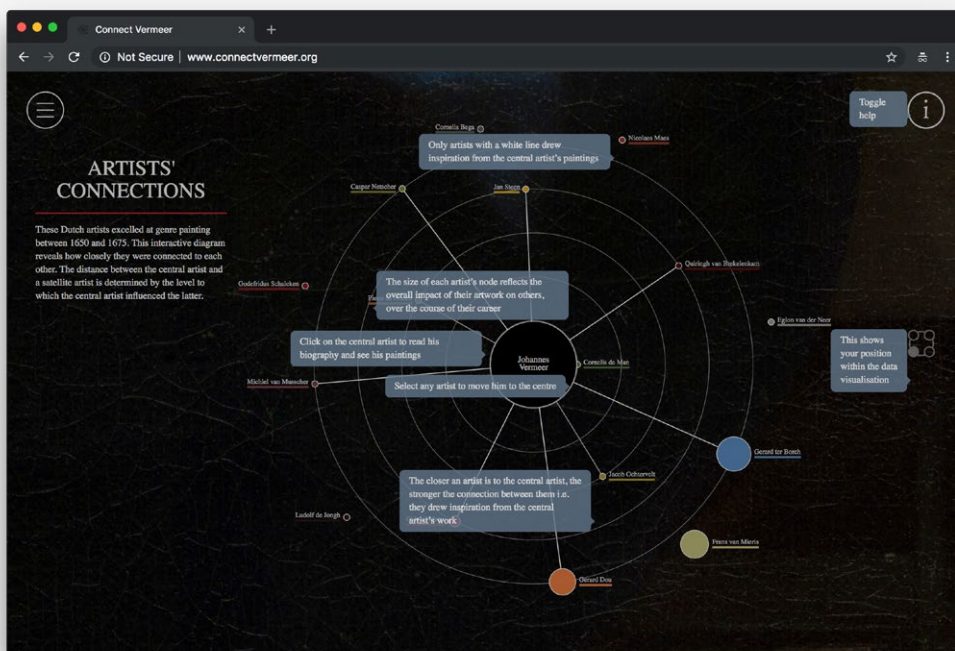 Connect Vermeer
Not Secure | www.connectvermeer.org
Toggle
help
ARTISTS'
CONNECTIONS
These Dutch artists excelled at genre painting
between 1650 and 1675. This interactive diagram
reveals how closely they were connected to each
other. The distance between the central artist and
a satellite artist is determined by the level to
which the central artist influenced the latter.
Cornelis Bega
Nicolaes Maes
Only artists with a white line drew
inspiration from the central artist's paintings
Caspar Netscher
Jan Steen
Quiringh van Brekelenkam
Godefridus Schalcken
The size of each artist's node reflects the
overall impact of their artwork on others,
over the course of their career
Eglon van der Neer
Click on the central artist to read his
biography and see his paintings
Johannes
Vermeer
Cornelis de Man
This shows
your position
within the data
visualisation
Michiel van Musscher
Select any artist to move him to the centre
Gerard ter Borch
Jacob Ochtervelt
The closer an artist is to the central artist, the
stronger the connection between them i.e.
they drew inspiration from the central
artist's work
Ludolf de Jongh
Frans van Mieris
Gerard Dou